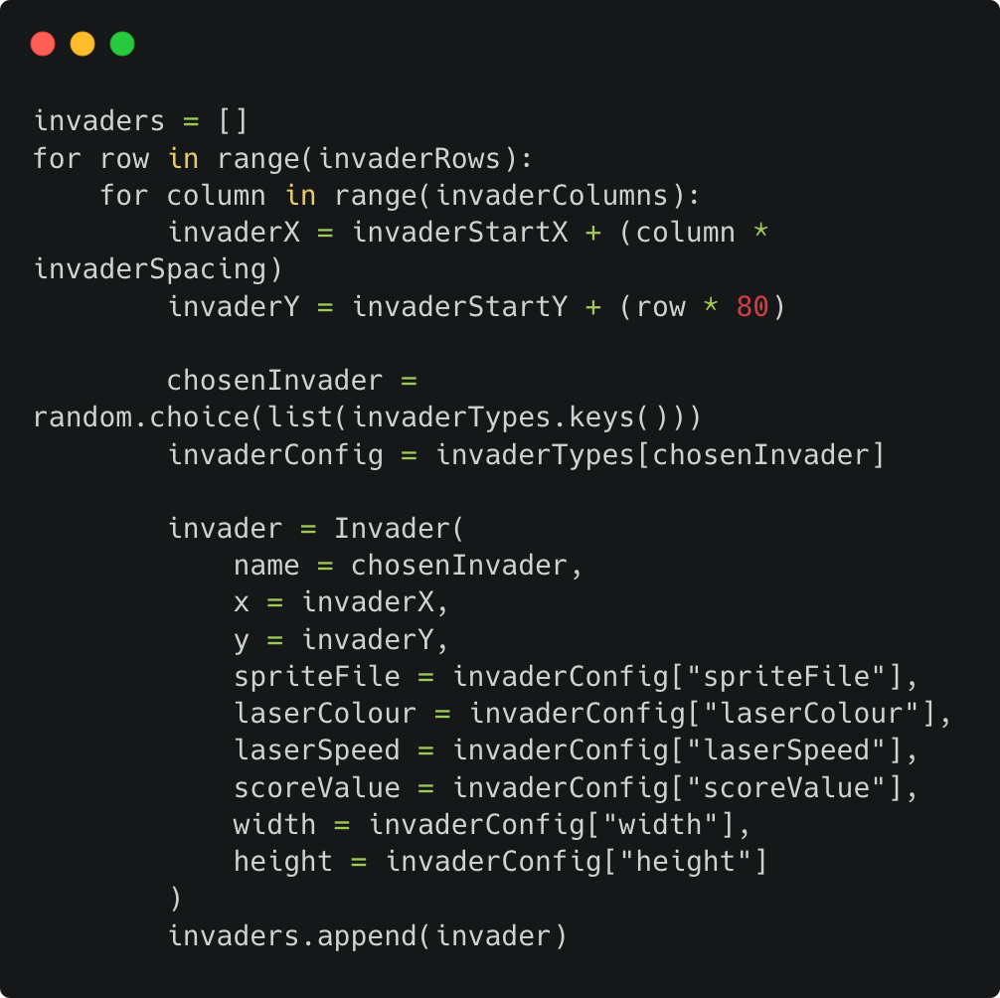 invaders = []
for row in range(invaderRows):
    for column in range(invaderColumns):
        invaderX = invaderStartX + (column *
invaderSpacing)
        invaderY = invaderStartY + (row * 80)

        chosenInvader =
random.choice(list(invaderTypes.keys()))
        invaderConfig = invaderTypes[chosenInvader]

        invader = Invader(
            name = chosenInvader,
            x = invaderX,
            y = invaderY,
            spriteFile = invaderConfig["spriteFile"],
            laserColour = invaderConfig["laserColour"],
            laserSpeed = invaderConfig["laserSpeed"],
            scoreValue = invaderConfig["scoreValue"],
            width = invaderConfig["width"],
            height = invaderConfig["height"]
        )
        invaders.append(invader)